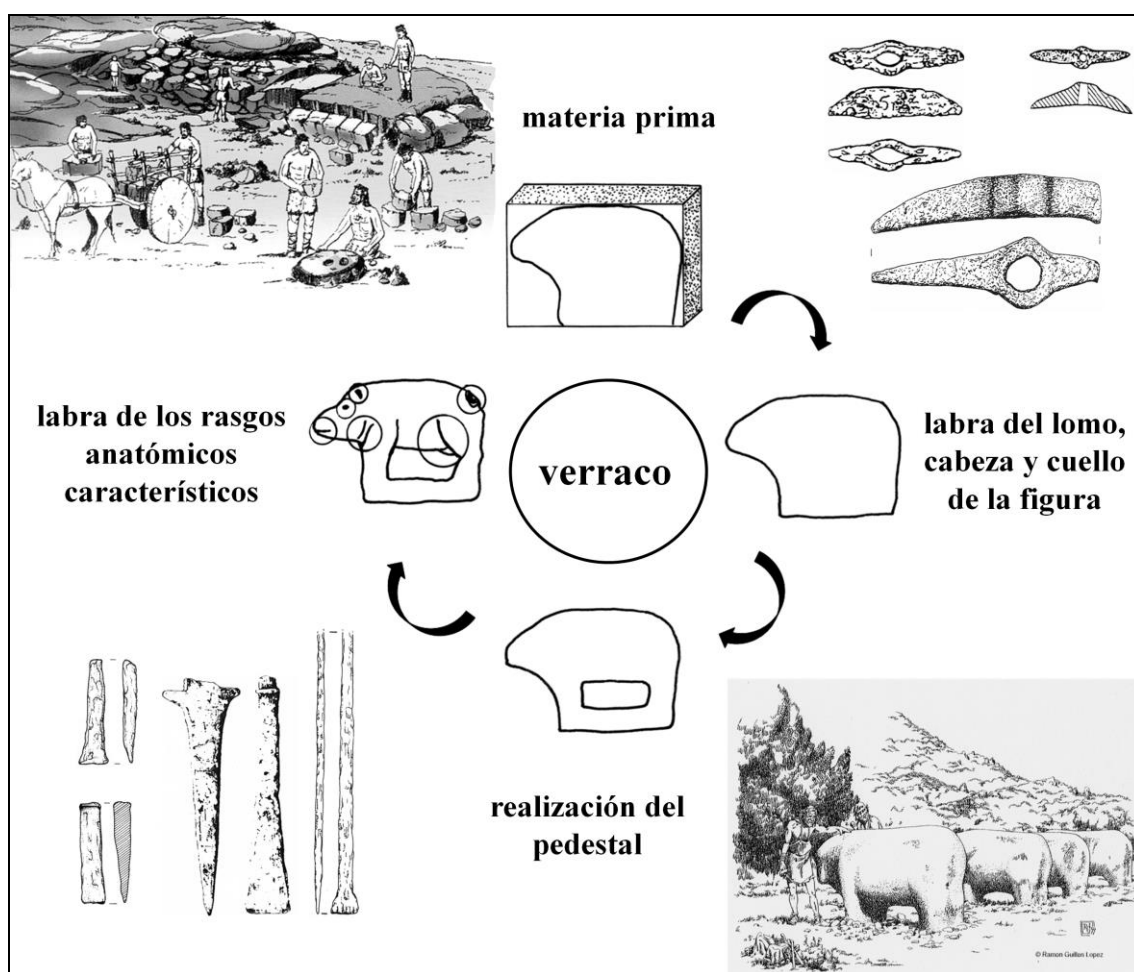 materia prima
labra de los rasgos
anatómicos
característicos
verraco
labra del lomo,
cabeza y cuello
de la figura
realización del
pedestal
© Ramon Guillen Lopez